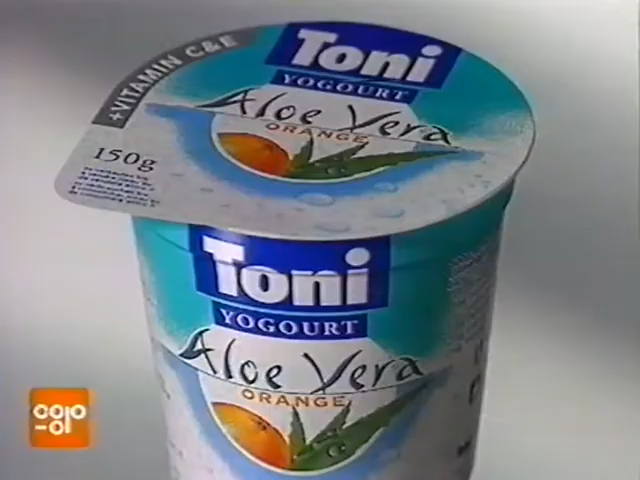 +VITAMIN C&E
Toni
YOGOURT
Aloe Vera
ORANGE
150g
Toni
YOGOURT
Aloe Vera
ORANGE